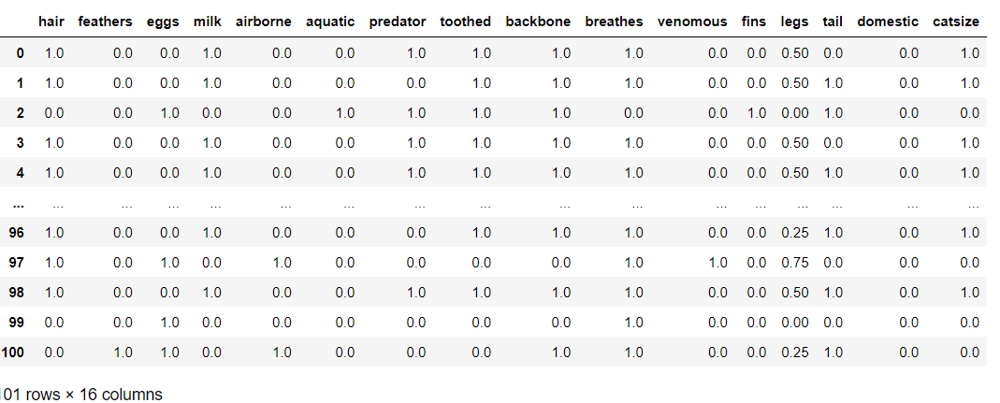 hair feathers eggs milk airborne aquatic predator toothed backbone breathes venomous fins legs tail domestic catsize
0 1.0 0.0 0.0 1.0 0.0 0.0 1.0 1.0 1.0 1.0 0.0 0.0 0.50 0.0 0.0 1.0
1 1.0 0.0 0.0 1.0 0.0 0.0 0.0 1.0 1.0 1.0 0.0 0.0 0.50 1.0 0.0 1.0
2 0.0 0.0 1.0 0.0 0.0 1.0 1.0 1.0 1.0 0.0 0.0 1.0 0.00 1.0 0.0 0.0
3 1.0 0.0 0.0 1.0 0.0 0.0 1.0 1.0 1.0 1.0 0.0 0.0 0.50 0.0 0.0 1.0
4 1.0 0.0 0.0 1.0 0.0 0.0 1.0 1.0 1.0 1.0 0.0 0.0 0.50 1.0 0.0 1.0
... ... ... ... ... ... ... ... ... ... ... ... ... ... ... ... ...
96 1.0 0.0 0.0 1.0 0.0 0.0 0.0 1.0 1.0 1.0 0.0 0.0 0.25 1.0 0.0 1.0
97 1.0 0.0 1.0 0.0 1.0 0.0 0.0 0.0 0.0 1.0 1.0 0.0 0.75 0.0 0.0 0.0
98 1.0 0.0 0.0 1.0 0.0 0.0 1.0 1.0 1.0 1.0 0.0 0.0 0.50 1.0 0.0 1.0
99 0.0 0.0 1.0 0.0 0.0 0.0 0.0 0.0 0.0 1.0 0.0 0.0 0.00 0.0 0.0 0.0
100 0.0 1.0 1.0 0.0 1.0 0.0 0.0 0.0 1.0 1.0 0.0 0.0 0.25 1.0 0.0 0.0
101 rows × 16 columns